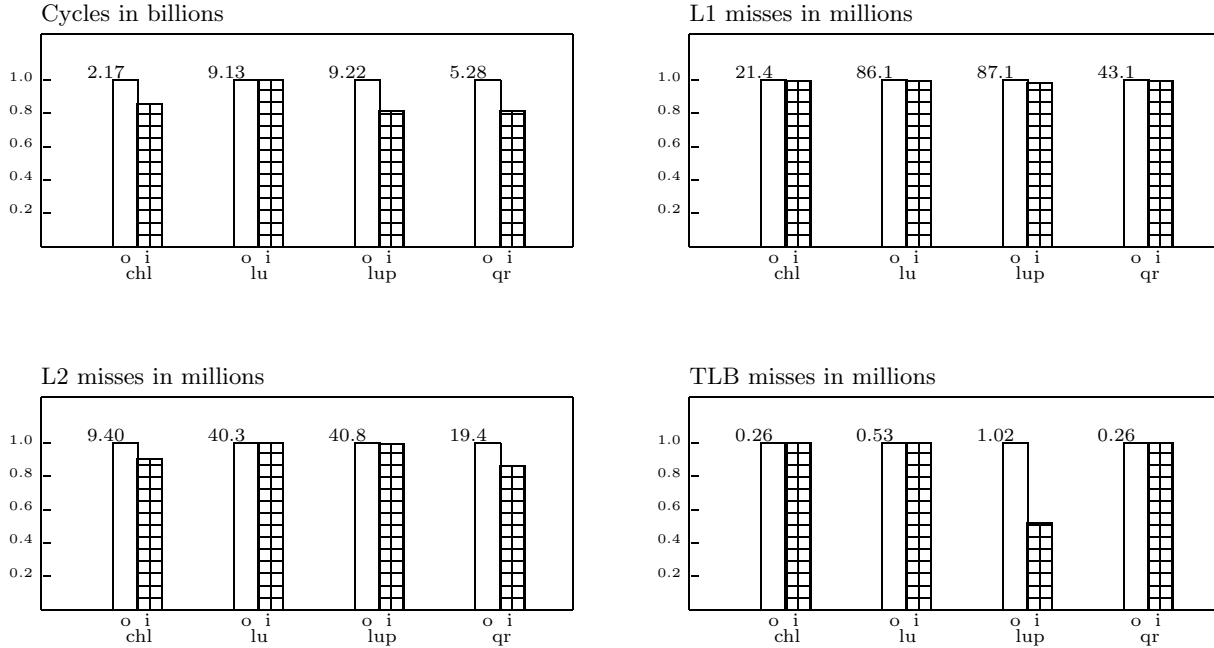 Cycles in billions
2.17 9.13 9.22 5.28
1.0
0.8
0.6
0.4
0.2
o i o i o i o i
chl lu lup qr
L1 misses in millions
21.4 86.1 87.1 43.1
1.0
0.8
0.6
0.4
0.2
o i o i o i o i
chl lu lup qr
L2 misses in millions
9.40 40.3 40.8 19.4
1.0
0.8
0.6
0.4
0.2
o i o i o i o i
chl lu lup qr
TLB misses in millions
0.26 0.53 1.02 0.26
1.0
0.8
0.6
0.4
0.2
o i o i o i o i
chl lu lup qr